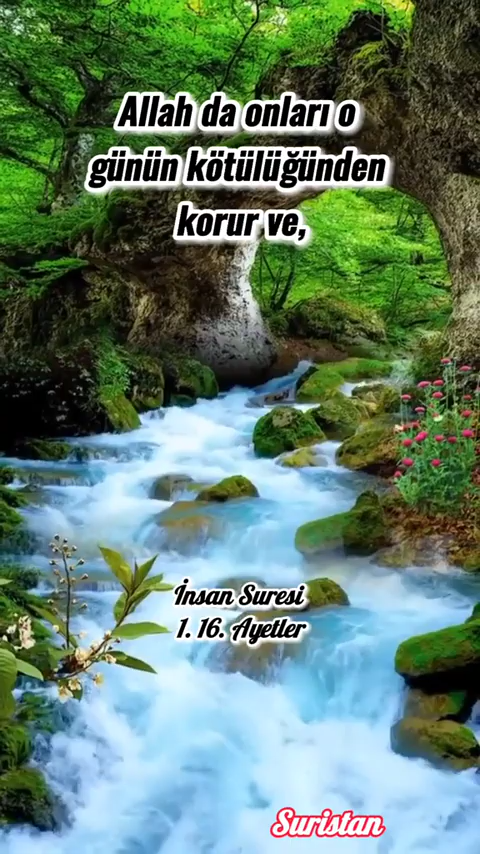 Allah da onları o
günün kötülüğünden
korur ve,
İnsan Suresi
1. 16. Ayetler
Suristan